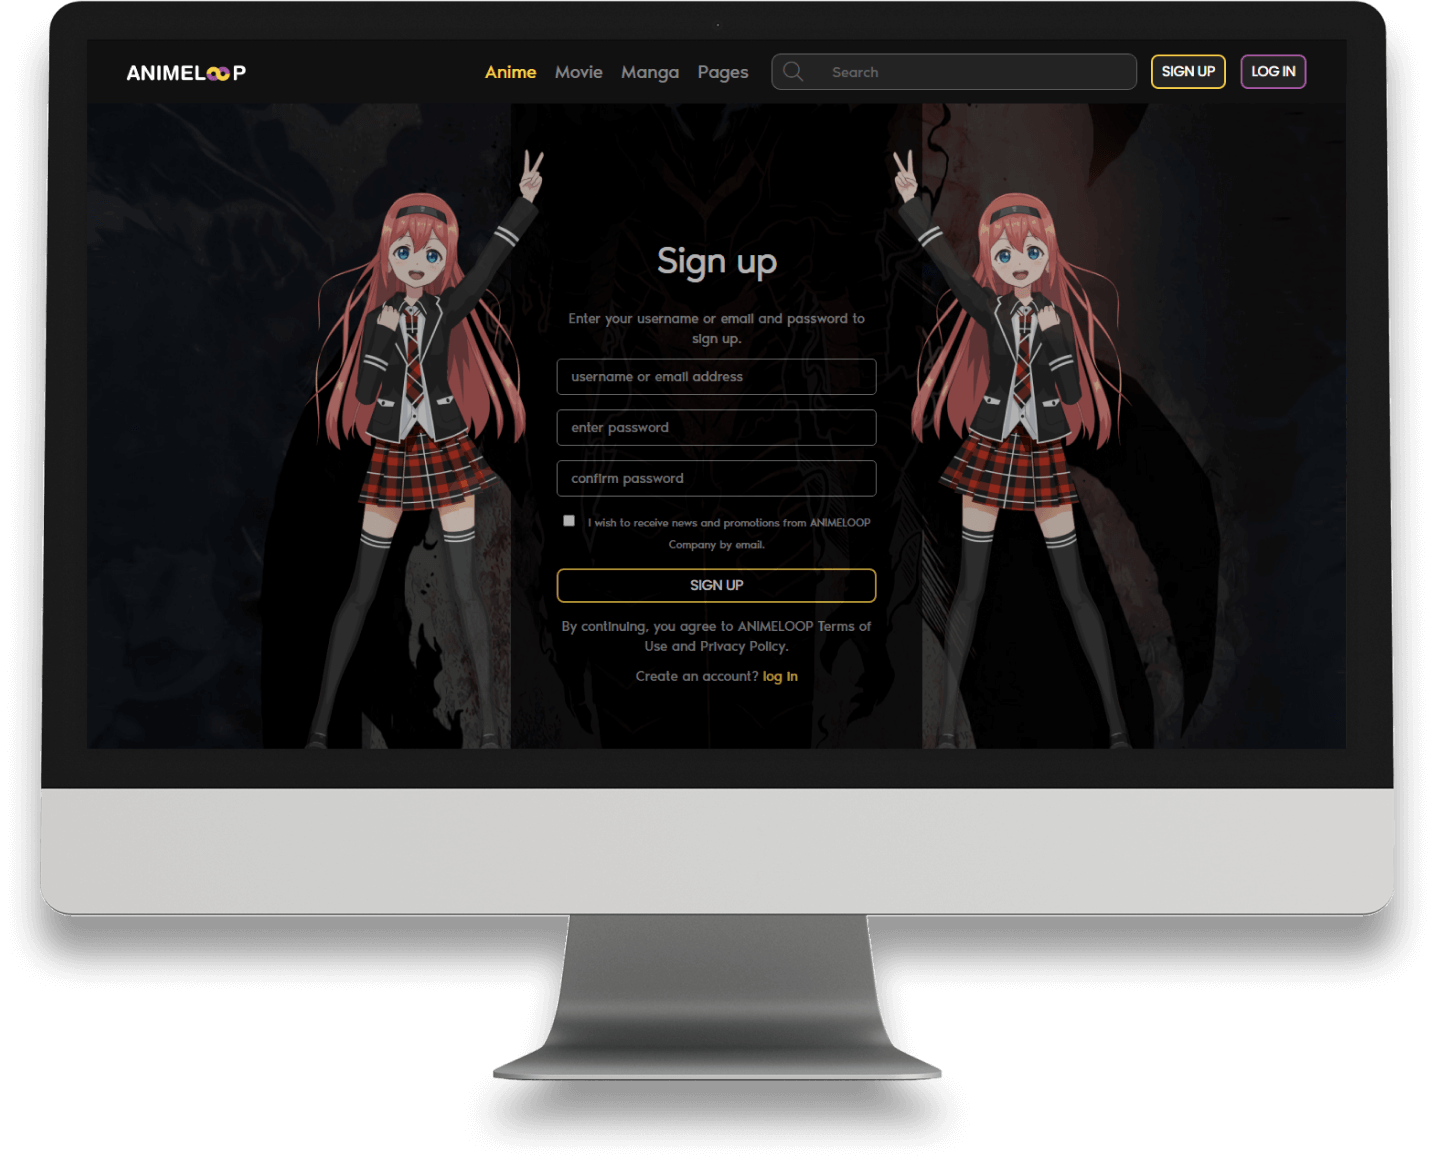 ANIMELOOP
Anime Movie Manga Pages Search SIGN UP LOG IN
Sign up
Enter your username or email and password to
sign up.
username or email address
enter password
confirm password
I wish to receive news and promotions from ANIMELOOP
Company by email.
SIGN UP
By continuing, you agree to ANIMELOOP Terms of
Use and Privacy Policy.
Create an account? log in